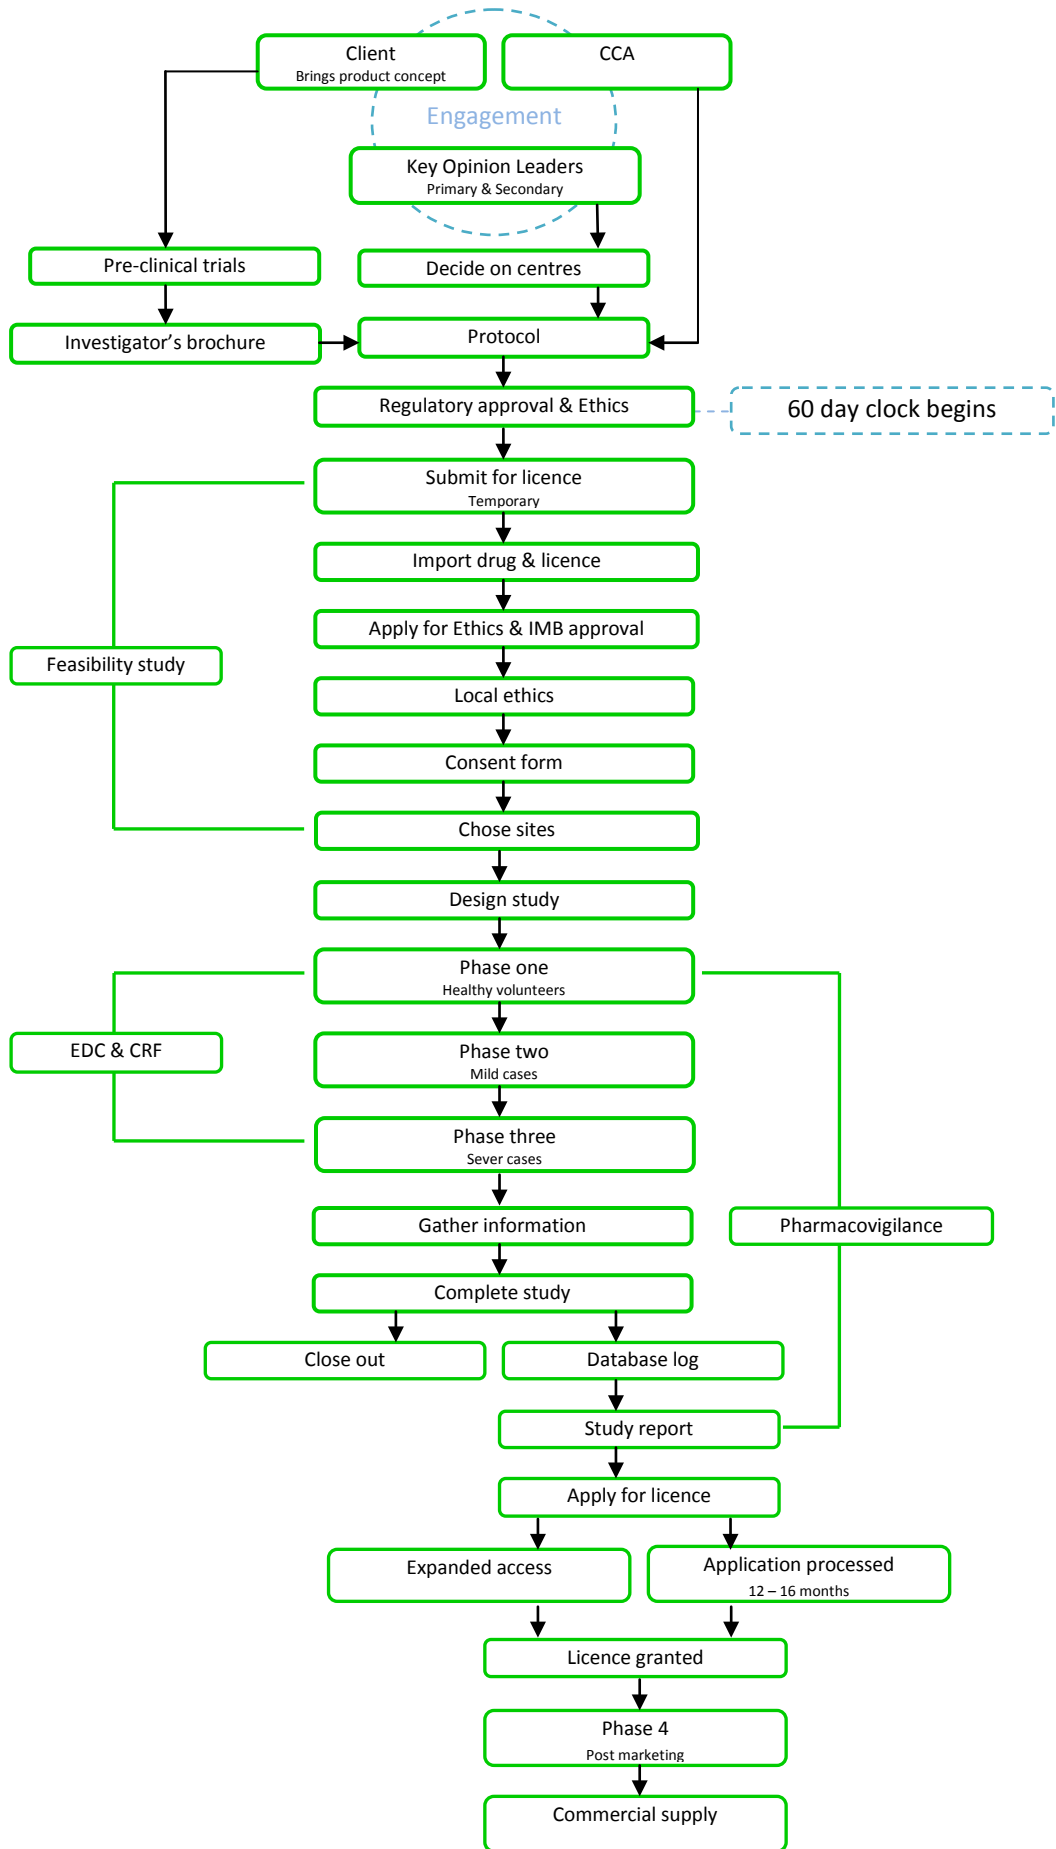 Client
Brings product concept
CCA
Engagement
Key Opinion Leaders
Primary & Secondary
Pre-clinical trials
Decide on centres
Investigator’s brochure
Protocol
Regulatory approval & Ethics
60 day clock begins
Submit for licence
Temporary
Import drug & licence
Apply for Ethics & IMB approval
Feasibility study
Local ethics
Consent form
Chose sites
Design study
Phase one
Healthy volunteers
EDC & CRF
Phase two
Mild cases
Phase three
Sever cases
Gather information
Pharmacovigilance
Complete study
Close out
Database log
Study report
Apply for licence
Expanded access
Application processed
12 – 16 months
Licence granted
Phase 4
Post marketing
Commercial supply